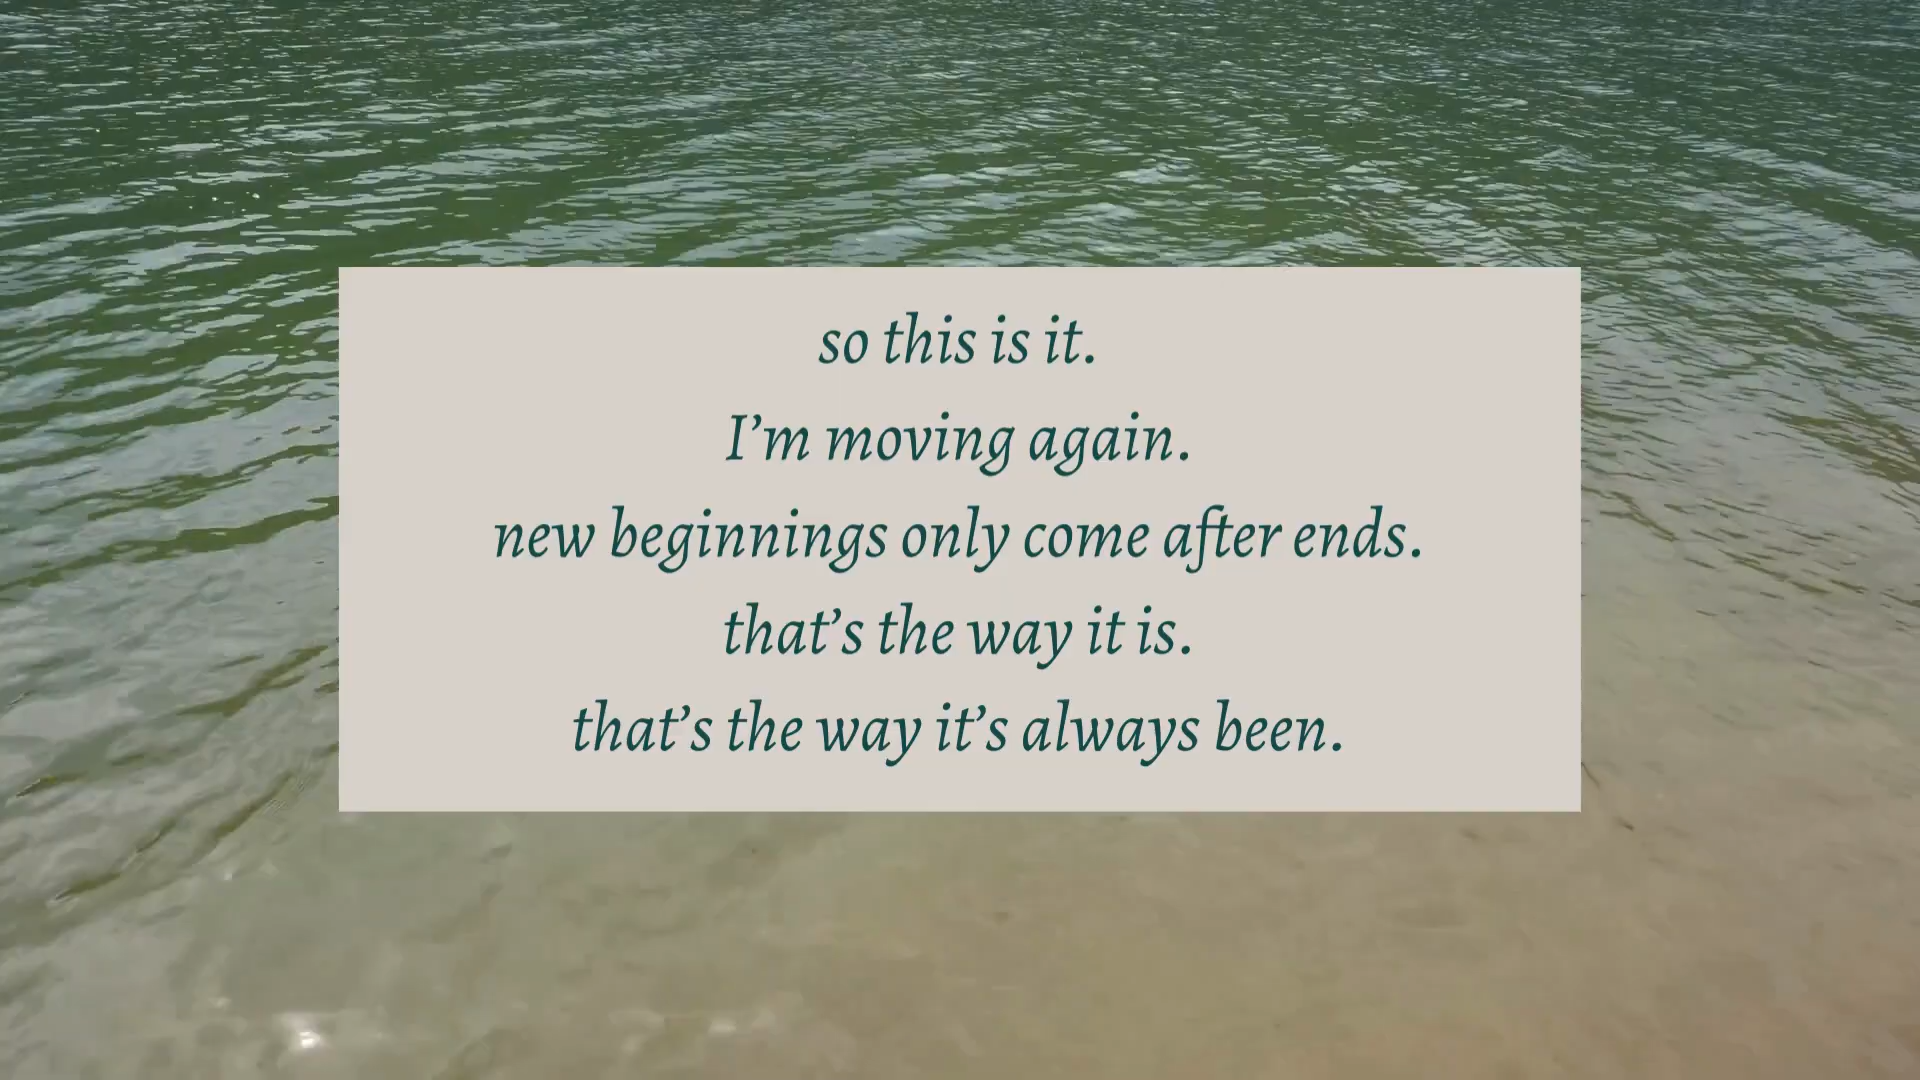 so this is it.
I’m moving again.
new beginnings only come after ends.
that’s the way it is.
that’s the way it’s always been.